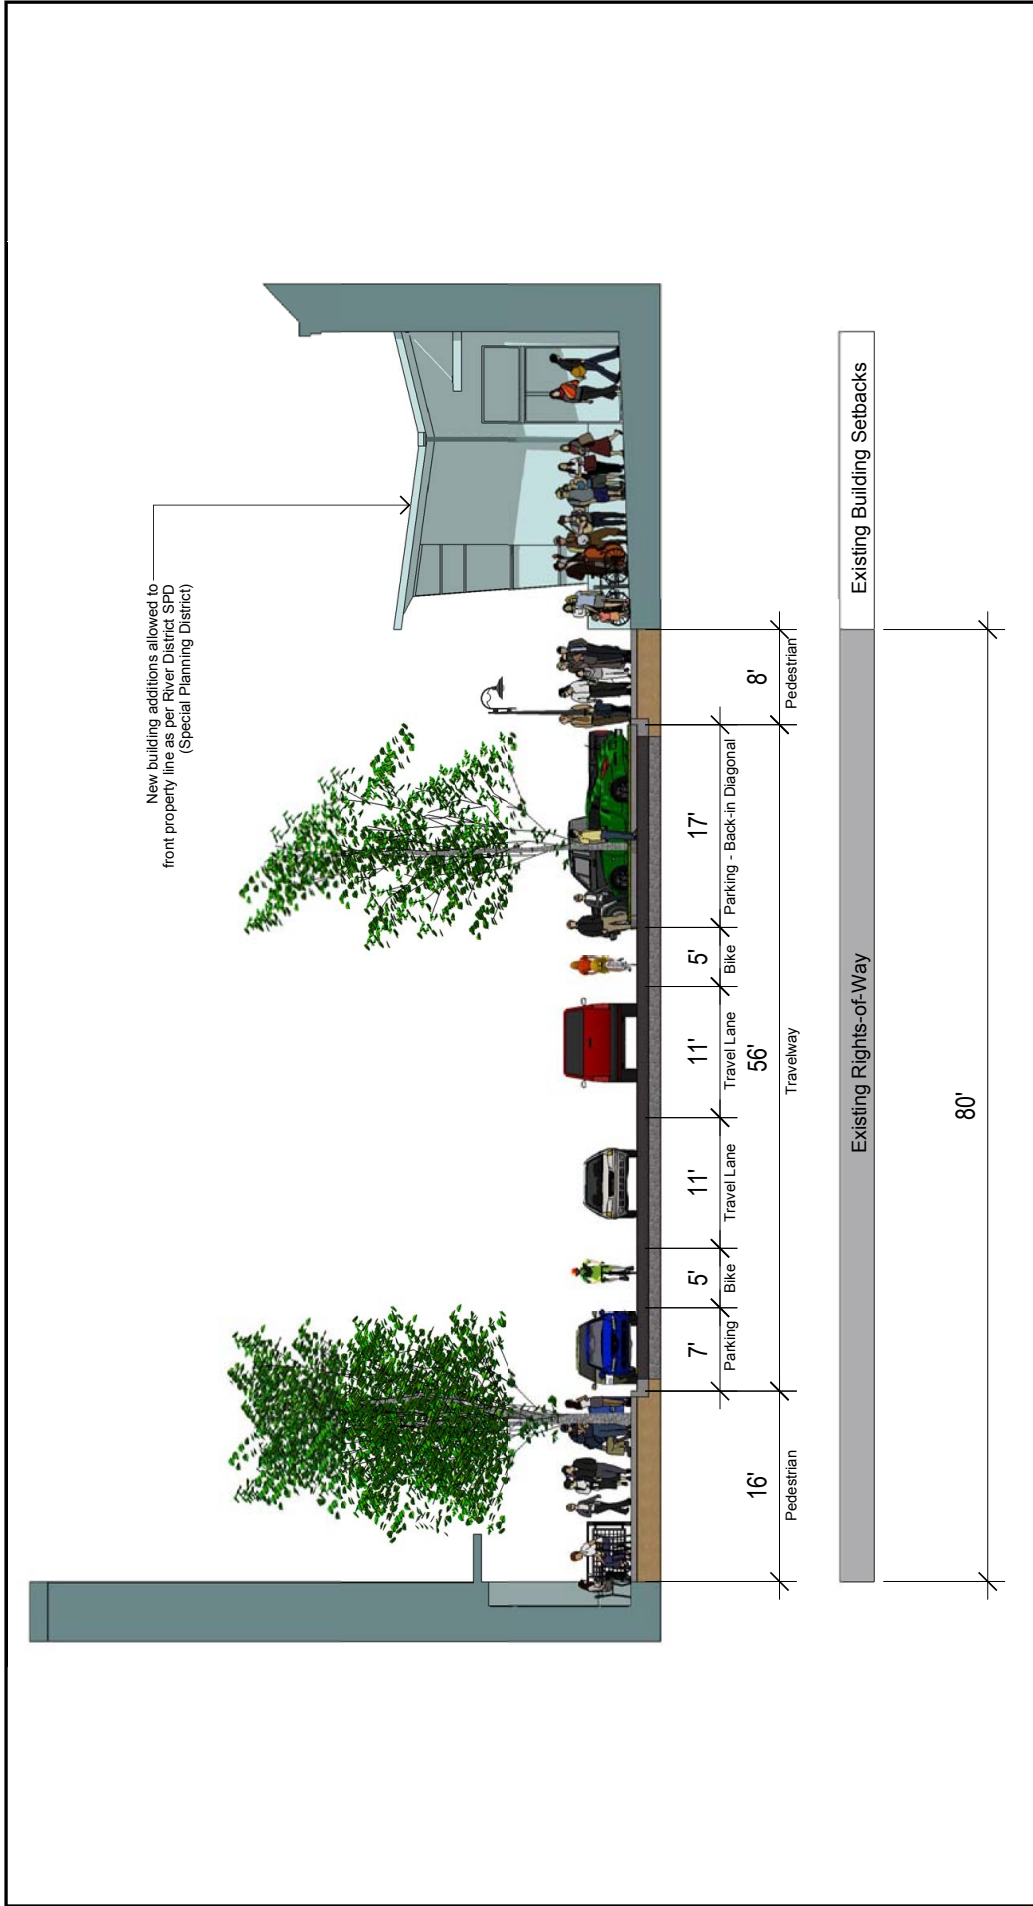 New building additions allowed to
front property line as per River District SPD
(Special Planning District)
7'
5'
11'
11'
5'
17'
Parking
Bike
Travel Lane
Travel Lane
Bike
Parking - Back-in Diagonal
16'
56'
8'
Pedestrian
Travelway
Pedestrian
Existing Rights-of-Way
Existing Building Setbacks
80'